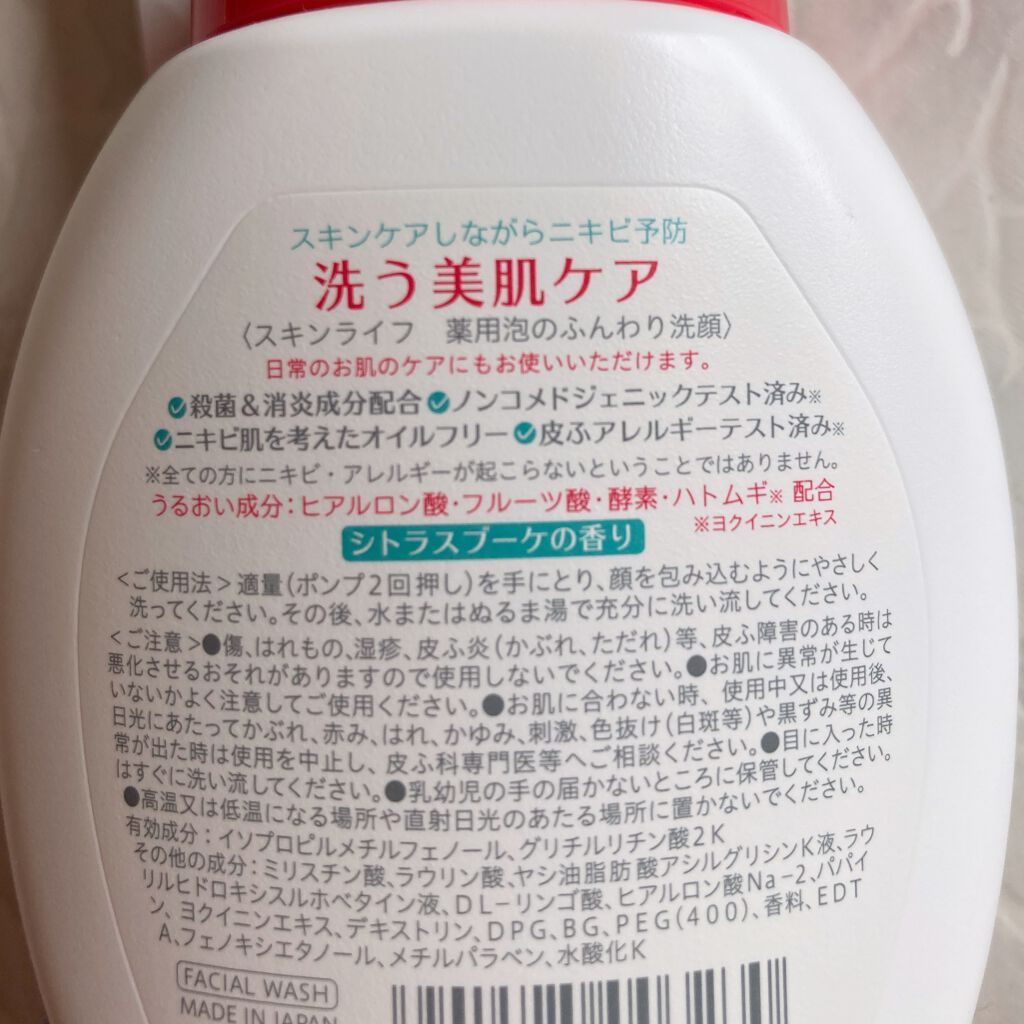 スキンケアしながらニキビ予防
洗う美肌ケア
〈スキンライフ 薬用泡のふんわり洗顔〉
日常のお肌のケアにもお使いいただけます。
殺菌&消炎成分配合 ノンコメドジェニックテスト済み※
ニキビ肌を考えたオイルフリー 皮ふアレルギーテスト済み※
※全ての方にニキビ・アレルギーが起こらないということではありません。
うるおい成分:ヒアルロン酸・フルーツ酸・酵素・ハトムギ※ 配合
※ヨクイニンエキス
シトラスブーケの香り
<ご使用法>適量(ポンプ2回押し)を手にとり、顔を包み込むようにやさしく
洗ってください。その後、水またはぬるま湯で充分に洗い流してください。
<ご注意>●傷、はれもの、湿疹、皮ふ炎(かぶれ、ただれ)等、皮ふ障害のある時は
悪化させるおそれがありますので使用しないでください。●お肌に異常が生じて
いないかよく注意してご使用ください。●お肌に合わない時、使用中又は使用後、
日光にあたってかぶれ、赤み、はれ、かゆみ、刺激、色抜け(白斑等)や黒ずみ等の異
常が出た時は使用を中止し、皮ふ科専門医等へご相談ください。●目に入った時
はすぐに洗い流してください。●乳幼児の手の届かないところに保管してください。
●高温又は低温になる場所や直射日光のあたる場所に置かないでください。
有効成分:イソプロピルメチルフェノール、グリチルリチン酸2K
その他の成分:ミリスチン酸、ラウリン酸、ヤシ油脂肪酸アシルグリシンK液、ラウ
リルヒドロキシスルホベタイン液、DL-リンゴ酸、ヒアルロン酸Na-2、パパイ
ン、ヨクイニンエキス、デキストリン、DPG、BG、PEG(400)、香料、EDT
A、フェノキシエタノール、メチルパラベン、水酸化K
FACIAL WASH
MADE IN JAPAN